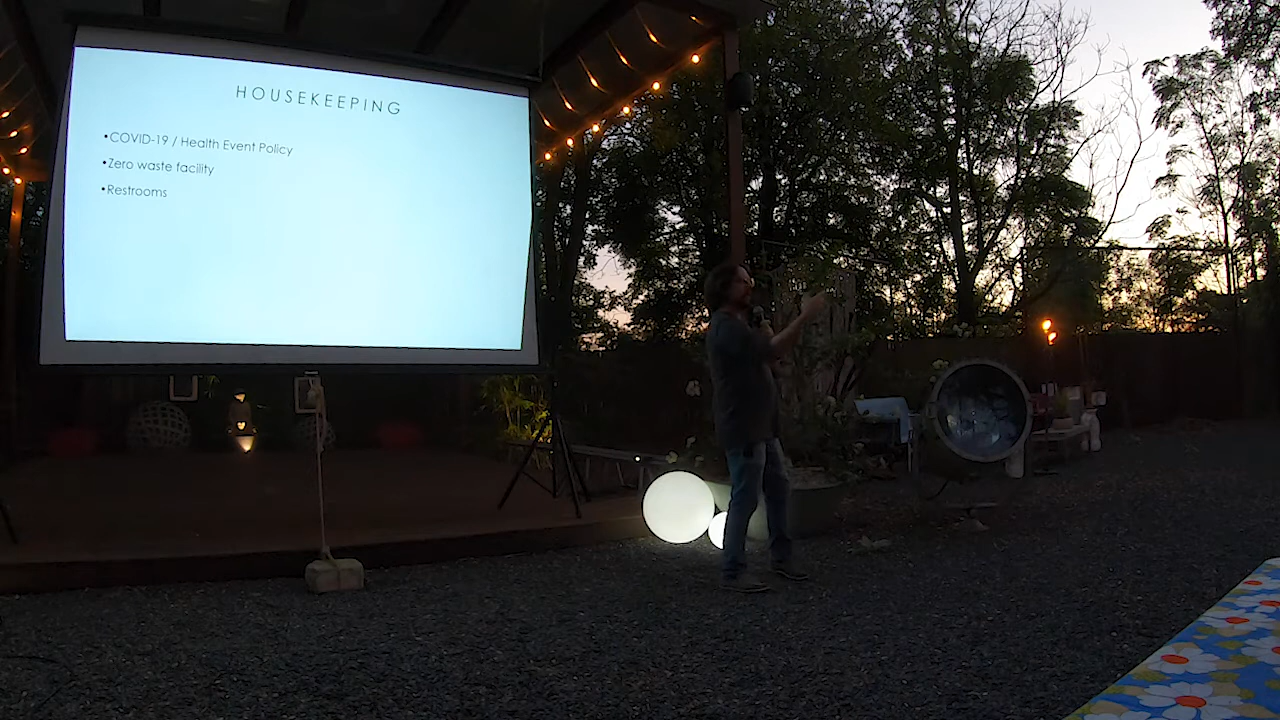 HOUSEKEEPING
•COVID-19 / Health Event Policy
•Zero waste facility
•Restrooms